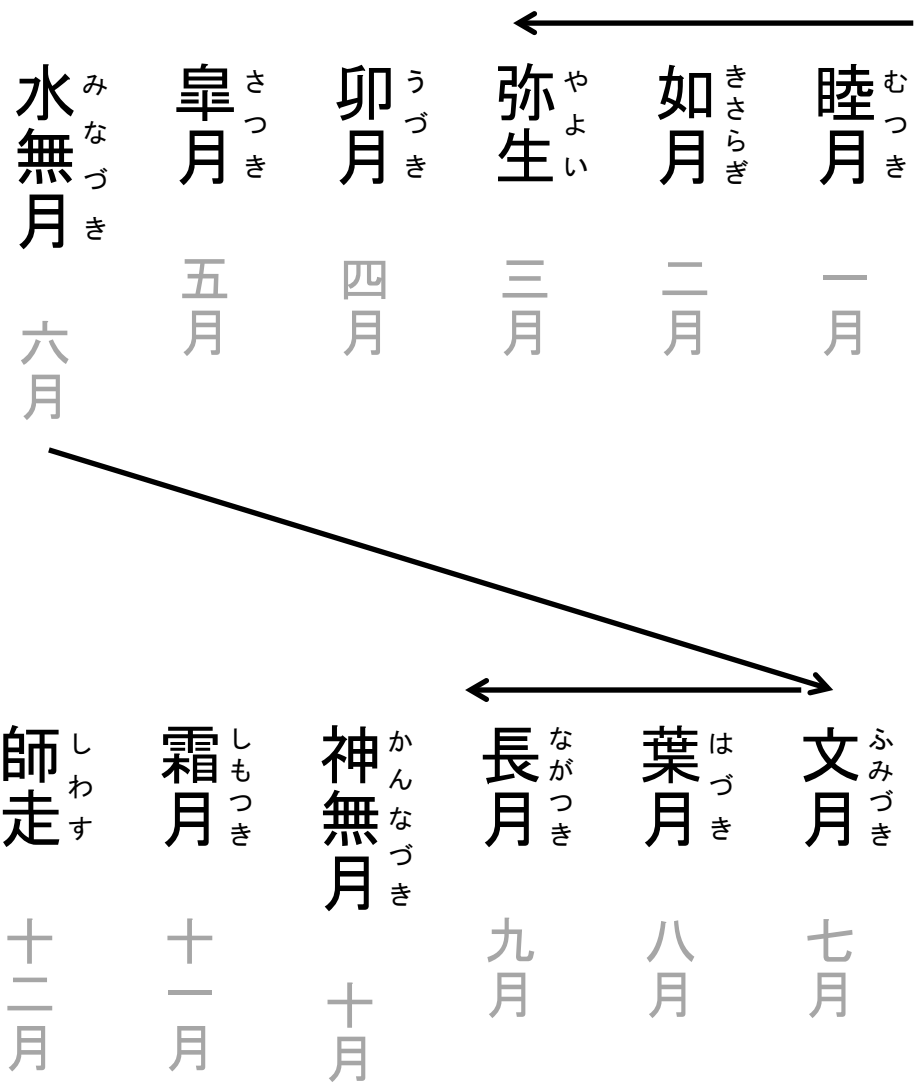 睦月
むつき
一月
如月
きさらぎ
二月
弥生
やよい
三月
卯月
うづき
四月
皐月
さつき
五月
水無月
みなづき
六月
文月
ふみづき
七月
葉月
はづき
八月
長月
ながつき
九月
神無月
かんなづき
十月
霜月
しもつき
十一月
師走
しわす
十二月